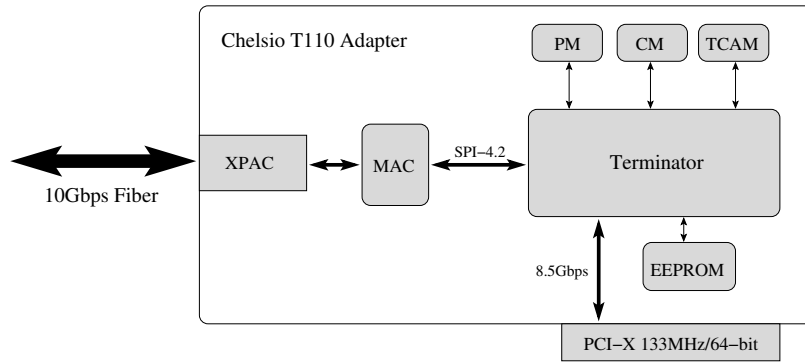 Chelsio T110 Adapter
PM
CM
TCAM
XPAC
MAC
SPI−4.2
Terminator
10Gbps Fiber
8.5Gbps
EEPROM
PCI−X 133MHz/64−bit